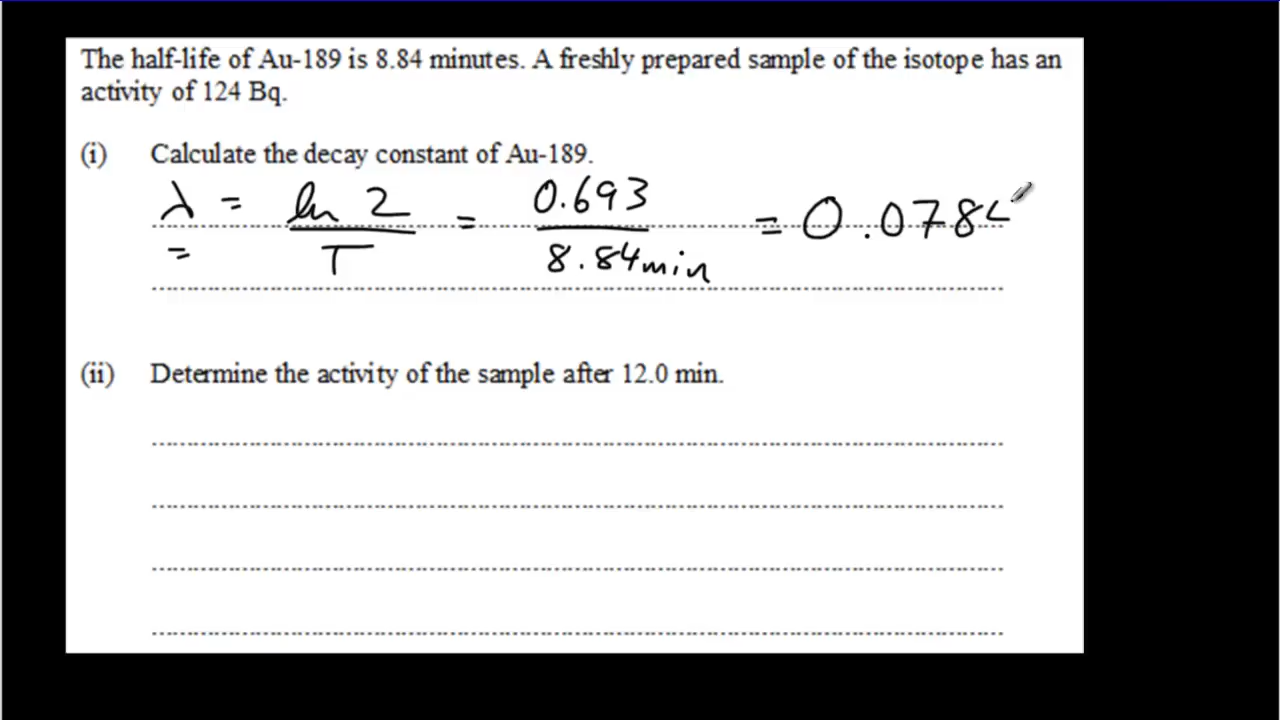 The half-life of Au-189 is 8.84 minutes. A freshly prepared sample of the isotope has an
activity of 124 Bq.
(i) Calculate the decay constant of Au-189.
λ = ln 2 / T = 0.693 / 8.84min = 0.0784
=
(ii) Determine the activity of the sample after 12.0 min.